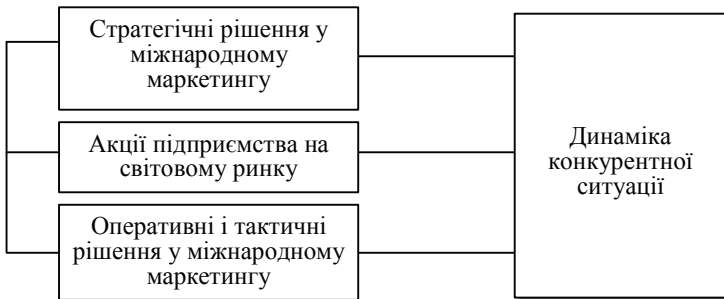 Стратегічні рішення у
міжнародному
маркетингу
Акції підприємства на
світовому ринку
Оперативні і тактичні
рішення у міжнародному
маркетингу
Динаміка
конкурентної
ситуації